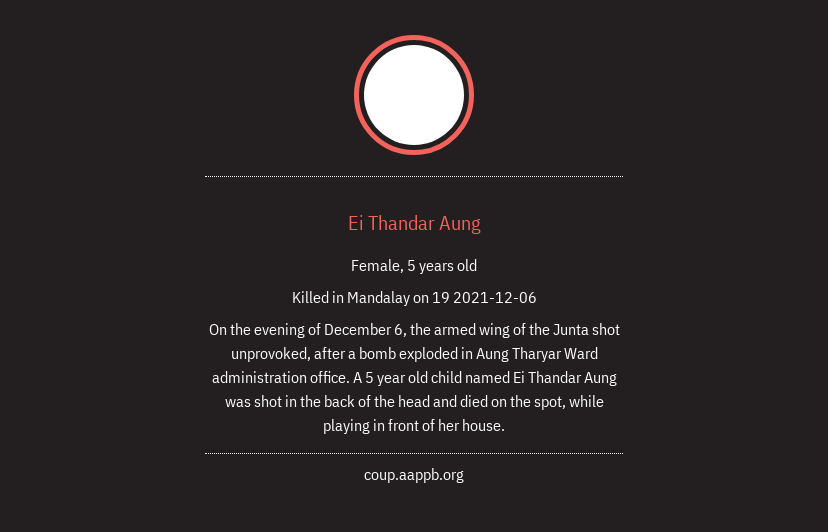 Ei Thandar Aung
Female, 5 years old
Killed in Mandalay on 19 2021-12-06
On the evening of December 6, the armed wing of the Junta shot
unprovoked, after a bomb exploded in Aung Tharyar Ward
administration office. A 5 year old child named Ei Thandar Aung
was shot in the back of the head and died on the spot, while
playing in front of her house.
coup.aappb.org